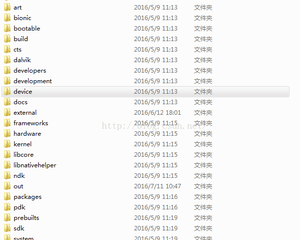 art 2016/5/9 11:13 文件夹
bionic 2016/5/9 11:13 文件夹
bootable 2016/5/9 11:13 文件夹
build 2016/5/9 11:13 文件夹
cts 2016/5/9 11:13 文件夹
dalvik 2016/5/9 11:13 文件夹
developers 2016/5/9 11:13 文件夹
development 2016/5/9 11:13 文件夹
device 2016/5/9 11:13 文件夹
docs 2016/5/9 11:13 文件夹
external 2016/6/12 18:01 文件夹
frameworks 2016/5/9 11:15 文件夹
hardware 2016/5/9 11:15 文件夹
kernel 2016/5/9 11:15 文件夹
libcore 2016/5/9 11:15 文件夹
libnativehelper 2016/5/9 11:15 文件夹
ndk 2016/5/9 11:15 文件夹
out 2016/7/11 10:47 文件夹
packages 2016/5/9 11:16 文件夹
pdk 2016/5/9 11:16 文件夹
prebuilts 2016/5/9 11:19 文件夹
sdk 2016/5/9 11:19 文件夹
system 2016/5/9 11:19 文件夹